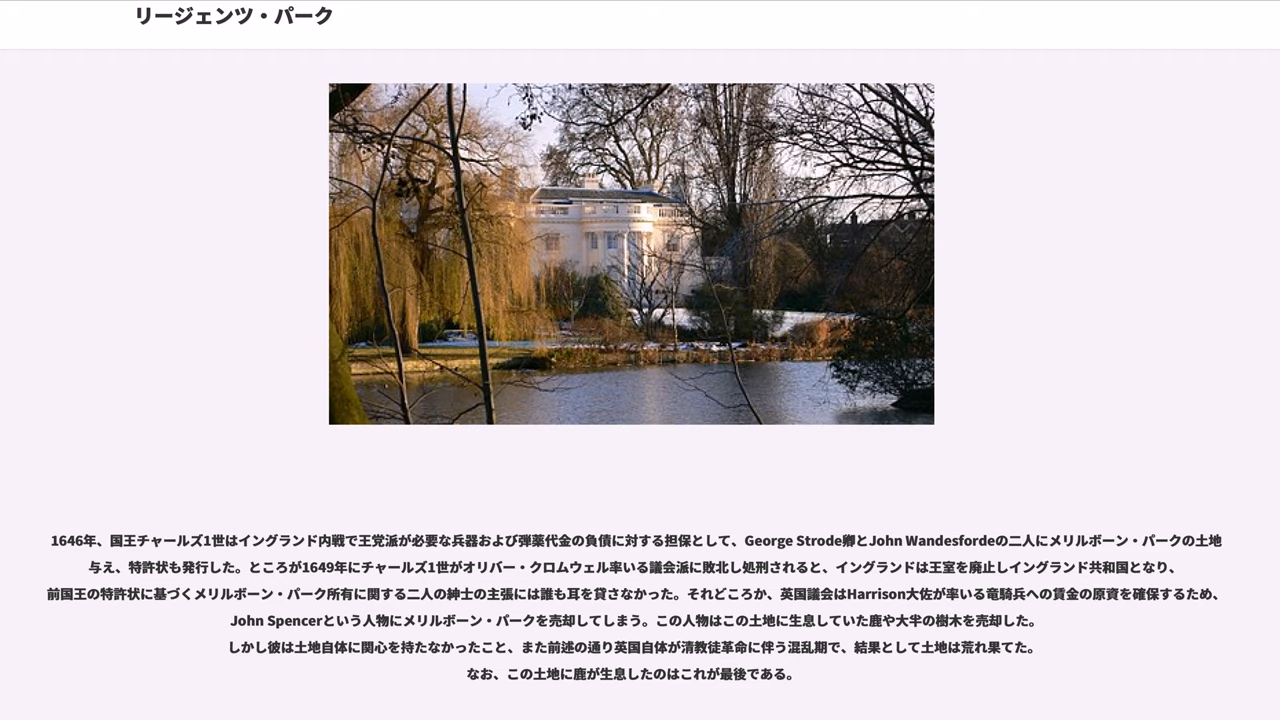 リージェンツ・パーク
1646年、国王チャールズ1世はイングランド内戦で王党派が必要な兵器および弾薬代金の負債に対する担保として、George Strode卿とJohn Wandesfordeの二人にメリルボーン・パークの土地
与え、特許状も発行した。ところが1649年にチャールズ1世がオリバー・クロムウェル率いる議会派に敗北し処刑されると、イングランドは王室を廃止しイングランド共和国となり、
前国王の特許状に基づくメリルボーン・パーク所有に関する二人の紳士の主張には誰も耳を貸さなかった。それどころか、英国議会はHarrison大佐が率いる竜騎兵への賃金の原資を確保するため、
John Spencerという人物にメリルボーン・パークを売却してしまう。この人物はこの土地に生息していた鹿や大半の樹木を売却した。
しかし彼は土地自体に関心を持たなかったこと、また前述の通り英国自体が清教徒革命に伴う混乱期で、結果として土地は荒れ果てた。
なお、この土地に鹿が生息したのはこれが最後である。